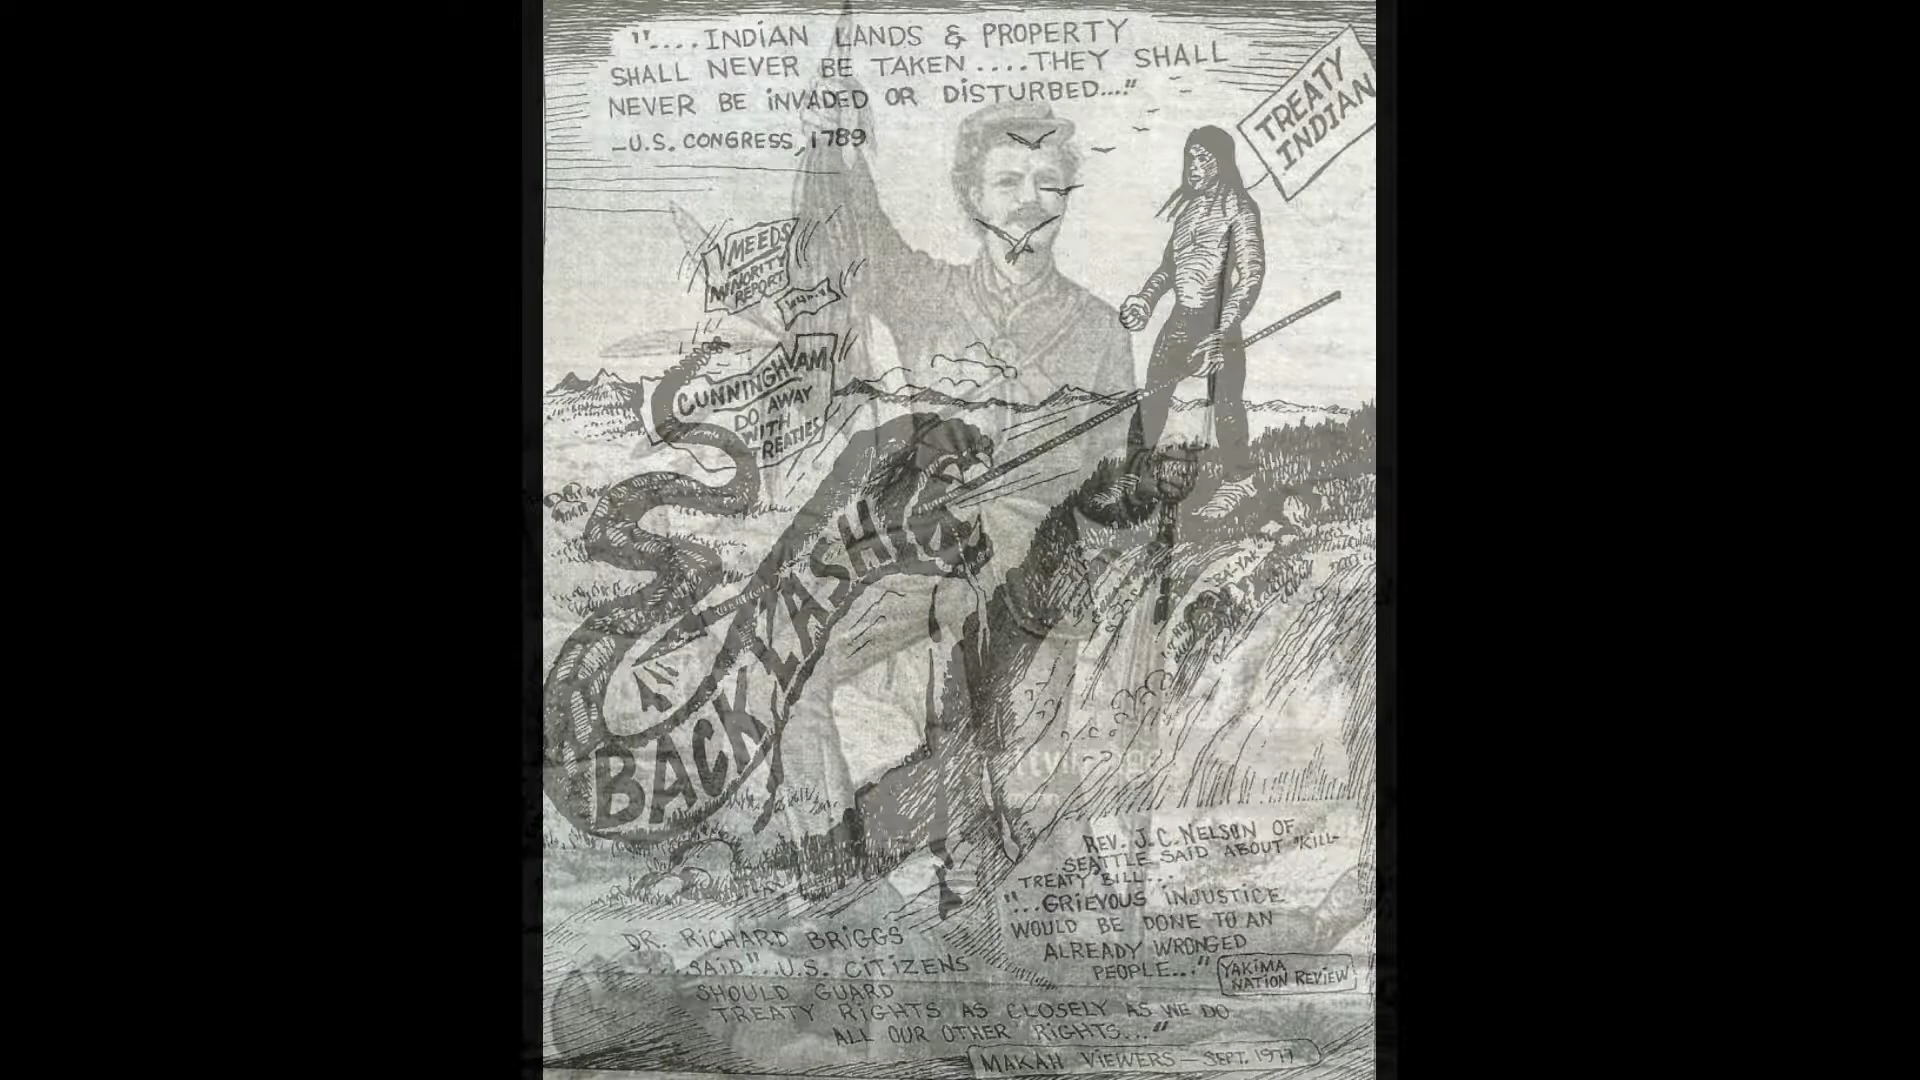 "....INDIAN LANDS & PROPERTY
SHALL NEVER BE TAKEN ....THEY SHALL
NEVER BE INVADED OR DISTURBED...."
-U.S. CONGRESS, 1789
TREATY
INDIAN
MEEDS
MINORITY
REPORT
CUNNINGHAM
DO AWAY
WITH
TREATIES
BACK LASH
REV. J.C. NELSON OF
SEATTLE SAID ABOUT "KILL-
TREATY BILL...
"...GRIEVOUS INJUSTICE
WOULD BE DONE TO AN
ALREADY WRONGED
PEOPLE..."
YAKIMA
NATION REVIEW
DR. RICHARD BRIGGS
....SAID "...U.S. CITIZENS
SHOULD GUARD
TREATY RIGHTS AS CLOSELY AS WE DO
ALL OUR OTHER RIGHTS..."
MAKAH VIEWERS - SEPT. 1977